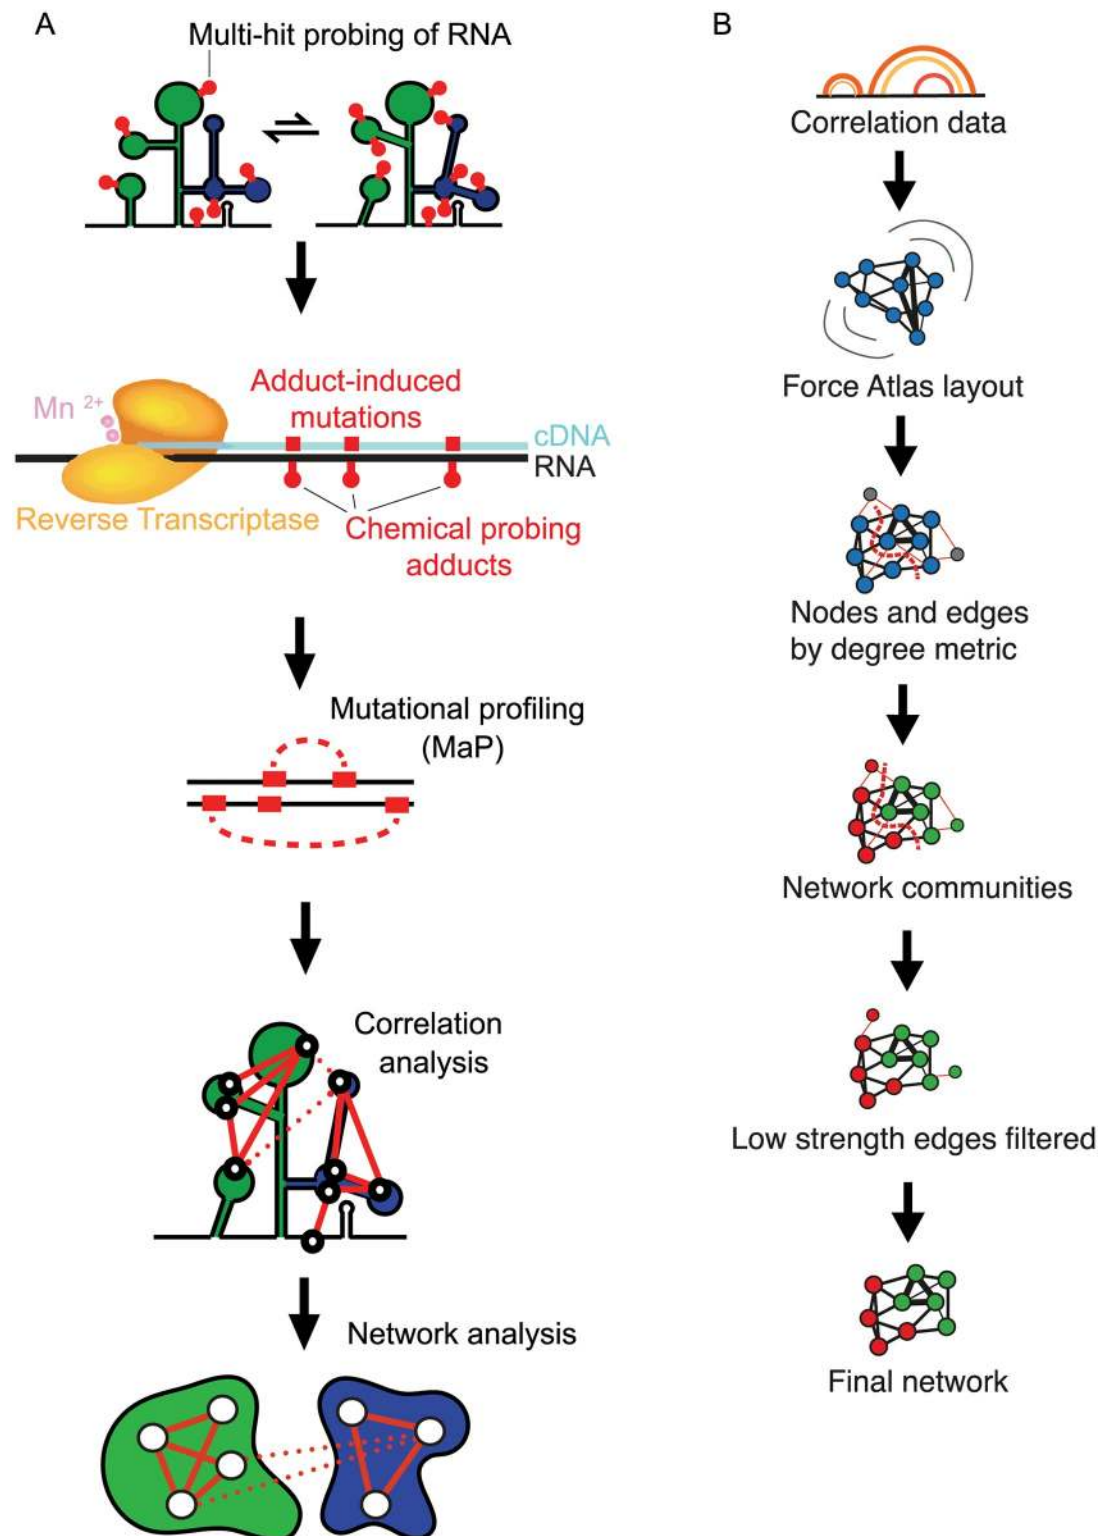 A
Multi-hit probing of RNA
Adduct-induced
mutations
Mn 2+
cDNA
RNA
Reverse Transcriptase
Chemical probing
adducts
Mutational profiling
(MaP)
Correlation
analysis
Network analysis
B
Correlation data
Force Atlas layout
Nodes and edges
by degree metric
Network communities
Low strength edges filtered
Final network